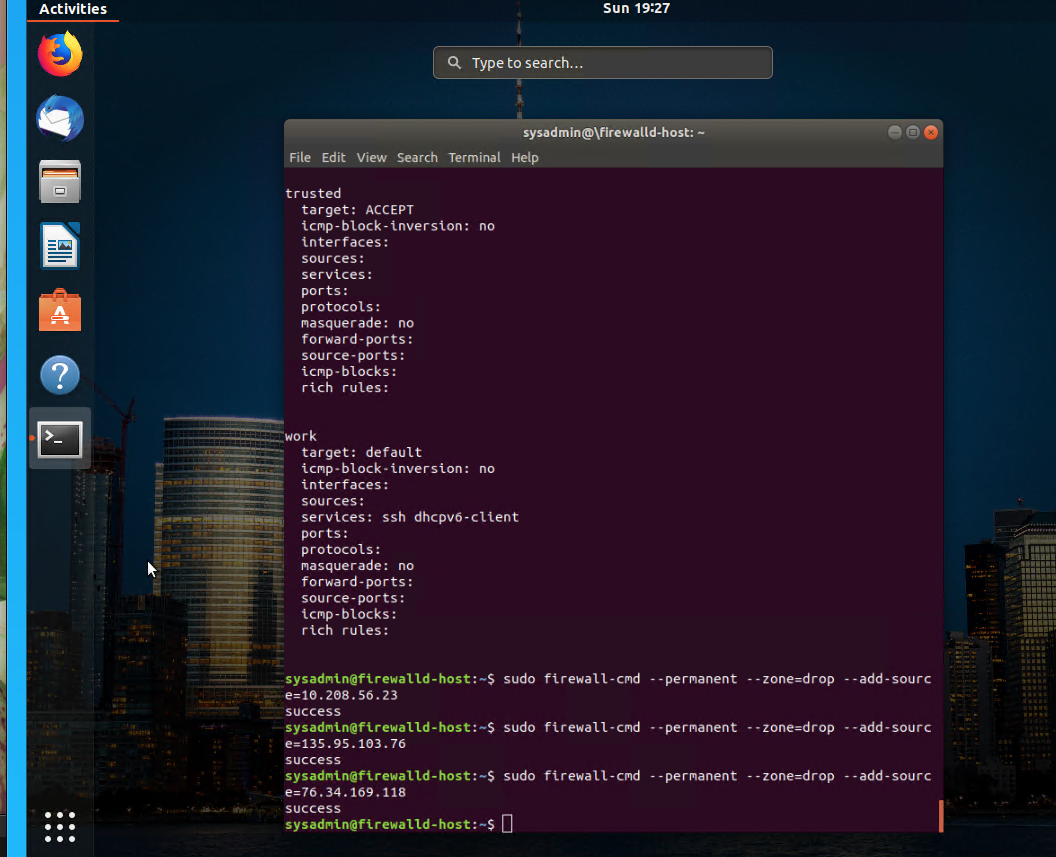 Activities
Sun 19:27
Type to search...
sysadmin@\firewalld-host: ~
File Edit View Search Terminal Help
trusted
target: ACCEPT
icmp-block-inversion: no
interfaces:
sources:
services:
ports:
protocols:
masquerade: no
forward-ports:
source-ports:
icmp-blocks:
rich rules:
work
target: default
icmp-block-inversion: no
interfaces:
sources:
services: ssh dhcpv6-client
ports:
protocols:
masquerade: no
forward-ports:
source-ports:
icmp-blocks:
rich rules:
sysadmin@firewalld-host:~$ sudo firewall-cmd --permanent --zone=drop --add-sourc
e=10.208.56.23
success
sysadmin@firewalld-host:~$ sudo firewall-cmd --permanent --zone=drop --add-sourc
e=135.95.103.76
success
sysadmin@firewalld-host:~$ sudo firewall-cmd --permanent --zone=drop --add-sourc
e=76.34.169.118
success
sysadmin@firewalld-host:~$